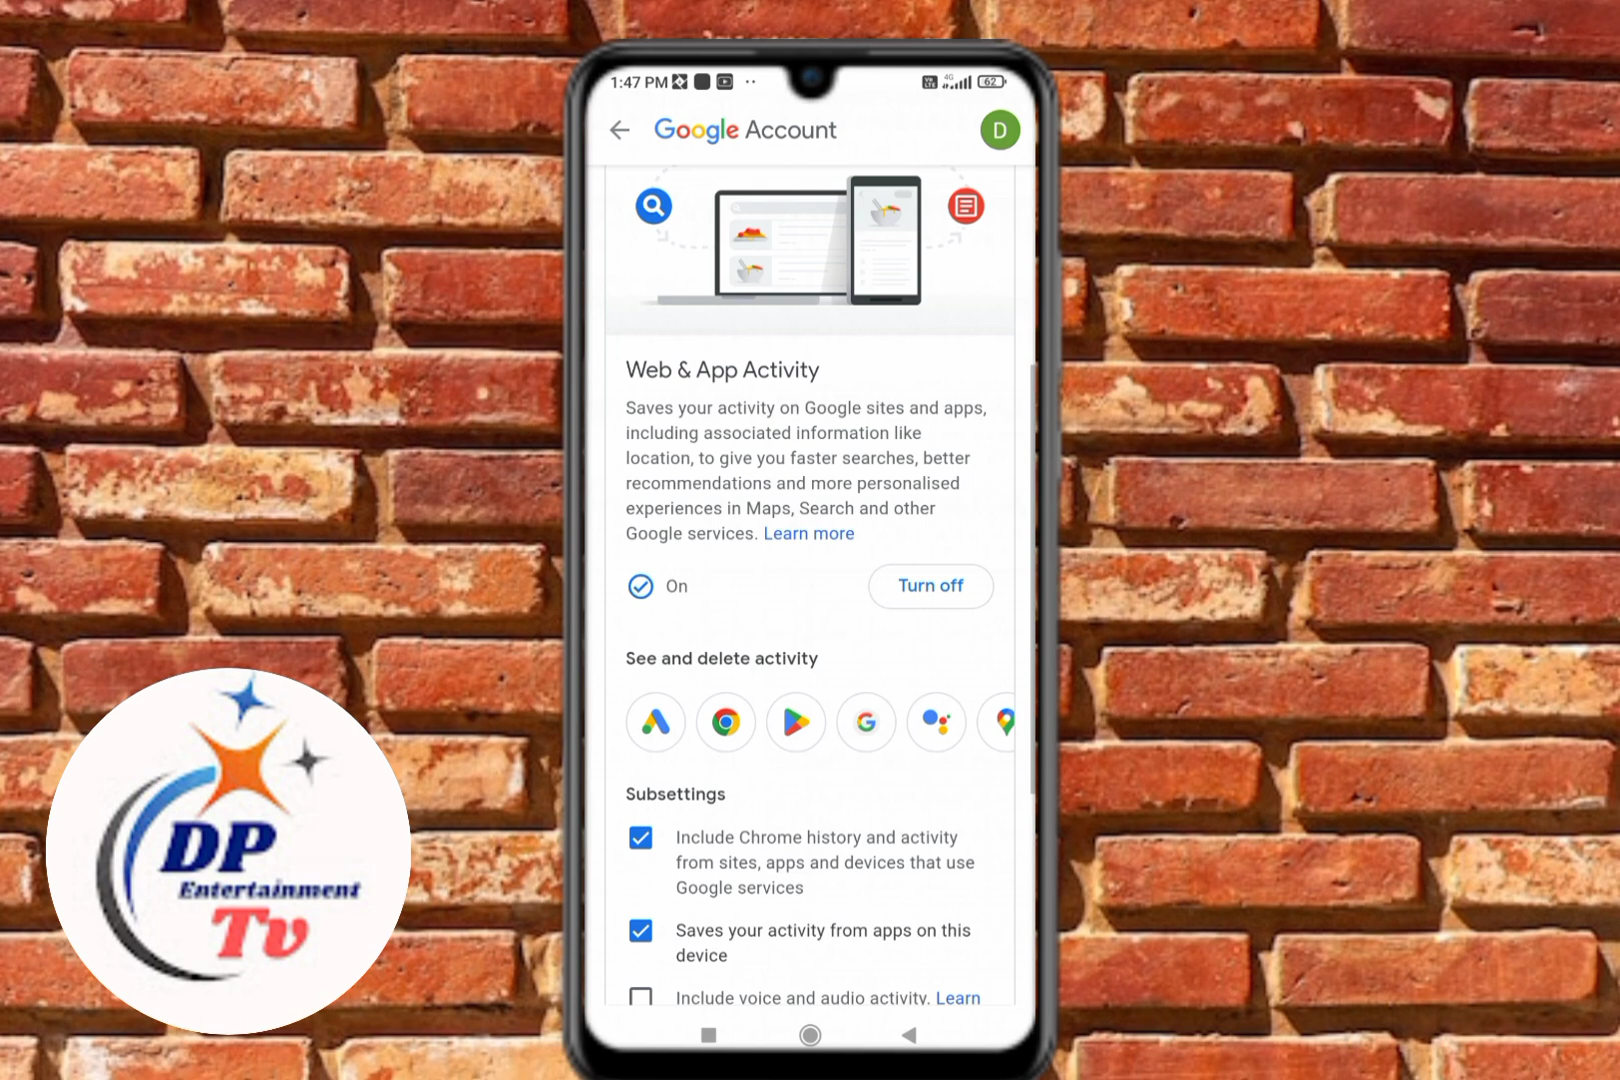 1:47 PM
4G
62
Google Account
D
Web & App Activity
Saves your activity on Google sites and apps,
including associated information like
location, to give you faster searches, better
recommendations and more personalised
experiences in Maps, Search and other
Google services. Learn more
On
Turn off
See and delete activity
Subsettings
Include Chrome history and activity
from sites, apps and devices that use
Google services
Saves your activity from apps on this
device
Include voice and audio activity. Learn
DP
Entertainment
Tv